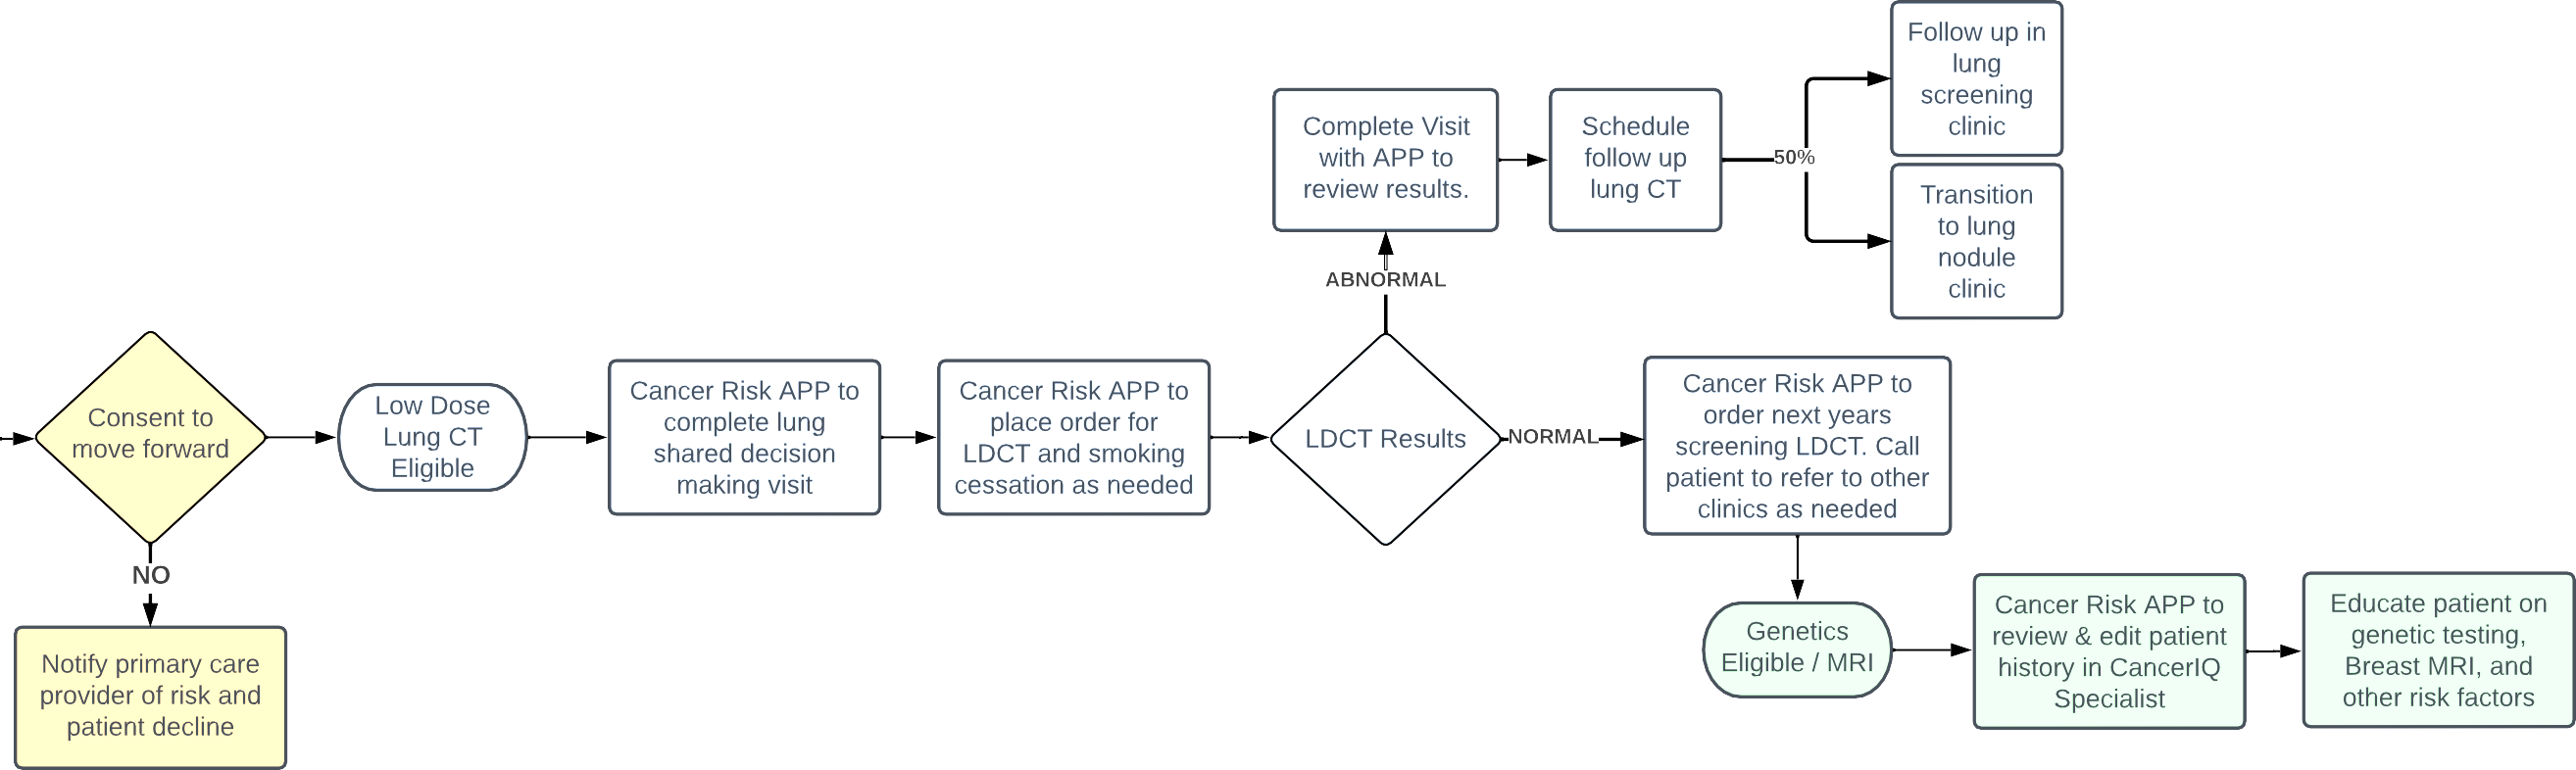 Consent to
move forward
NO
Notify primary care
provider of risk and
patient decline
Low Dose
Lung CT
Eligible
Cancer Risk APP to
complete lung
shared decision
making visit
Cancer Risk APP to
place order for
LDCT and smoking
cessation as needed
LDCT Results
ABNORMAL
Complete Visit
with APP to
review results.
Schedule
follow up
lung CT
50%
Follow up in
lung
screening
clinic
Transition
to lung
nodule
clinic
NORMAL
Cancer Risk APP to
order next years
screening LDCT. Call
patient to refer to other
clinics as needed
Genetics
Eligible / MRI
Cancer Risk APP to
review & edit patient
history in CancerIQ
Specialist
Educate patient on
genetic testing,
Breast MRI, and
other risk factors